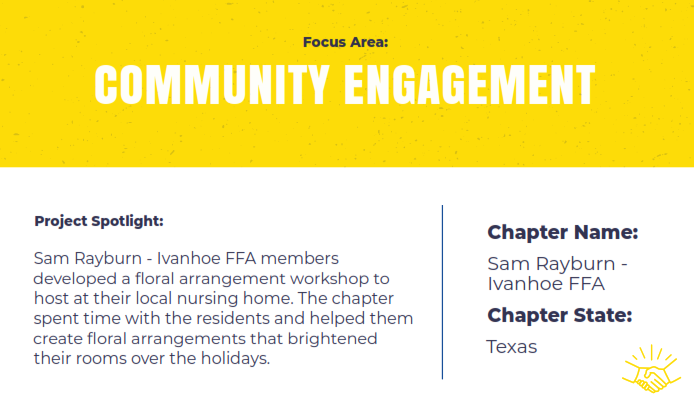 Focus Area:
COMMUNITY ENGAGEMENT
Project Spotlight:
Sam Rayburn - Ivanhoe FFA members
developed a floral arrangement workshop to
host at their local nursing home. The chapter
spent time with the residents and helped them
create floral arrangements that brightened
their rooms over the holidays.
Chapter Name:
Sam Rayburn -
Ivanhoe FFA
Chapter State:
Texas